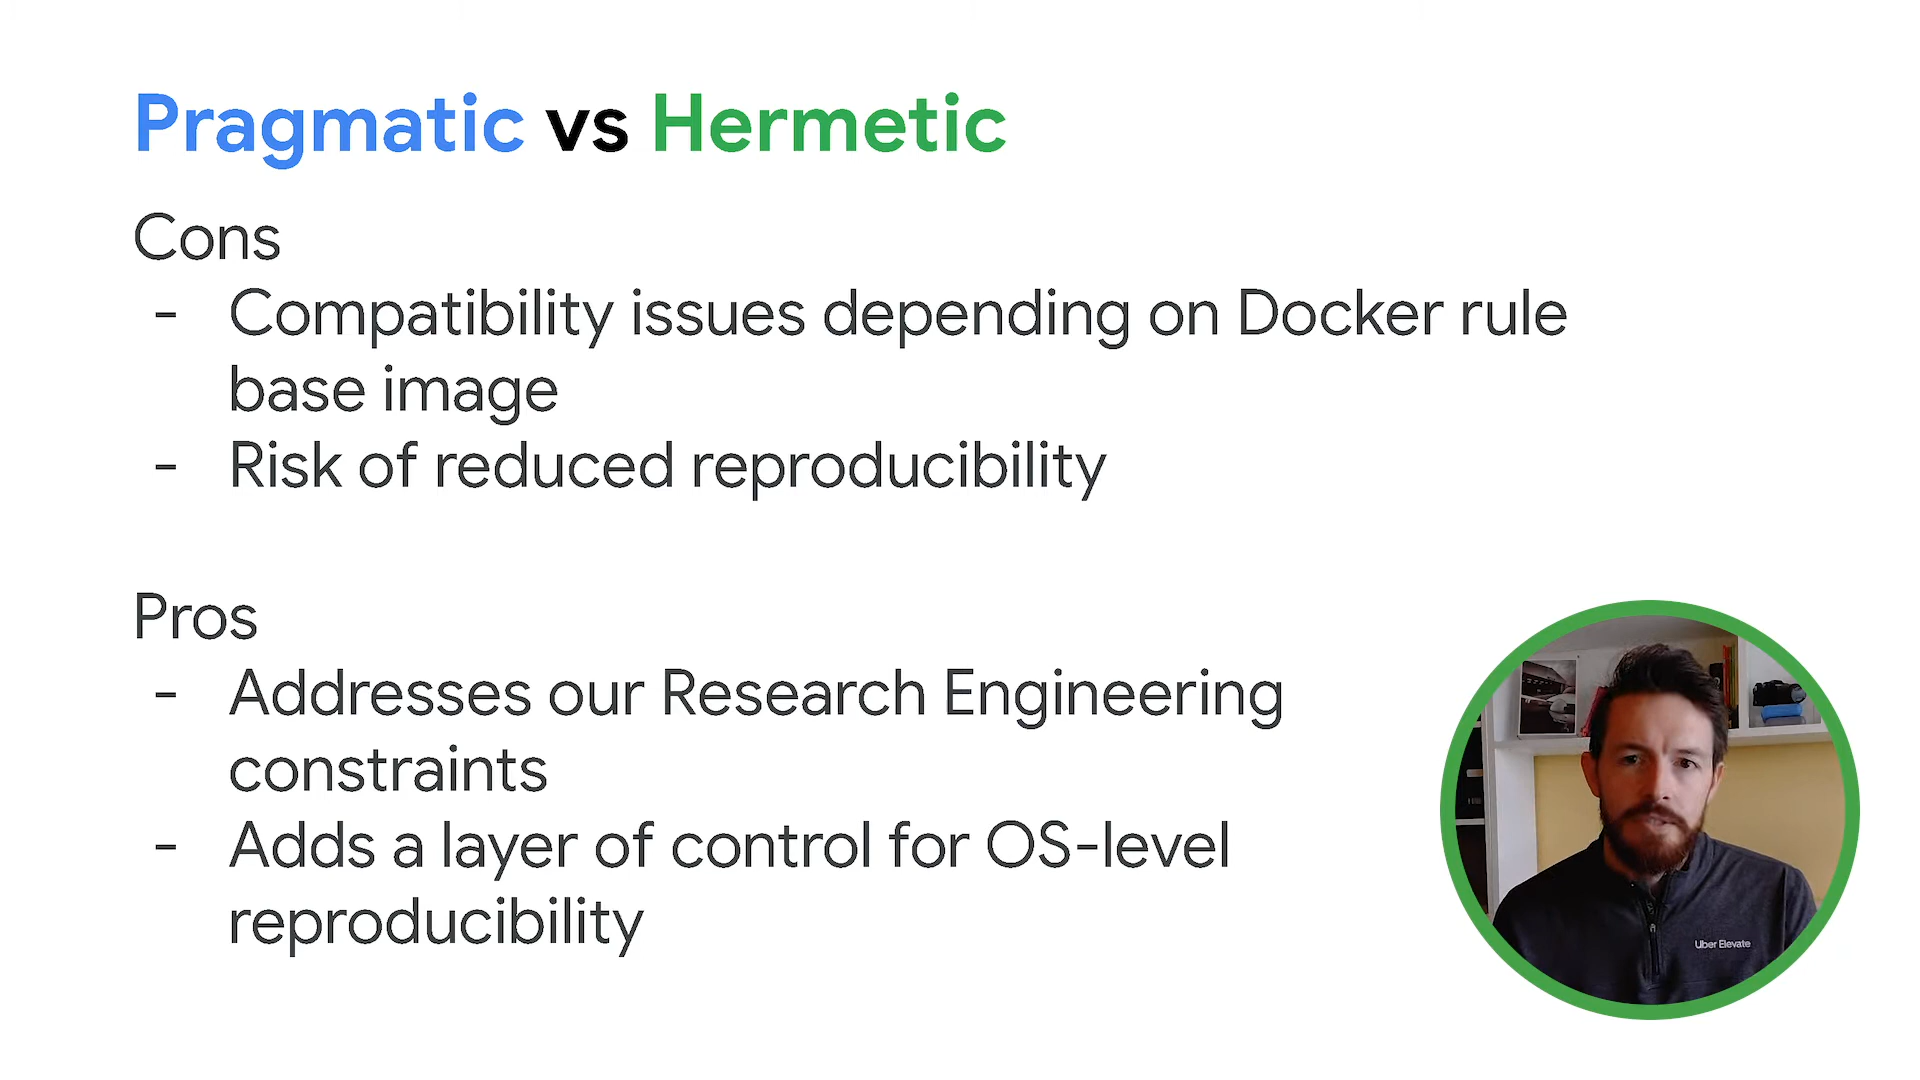 Pragmatic vs Hermetic
Cons
- Compatibility issues depending on Docker rule
base image
- Risk of reduced reproducibility
Pros
- Addresses our Research Engineering
constraints
- Adds a layer of control for OS-level
reproducibility
Uber Elevate